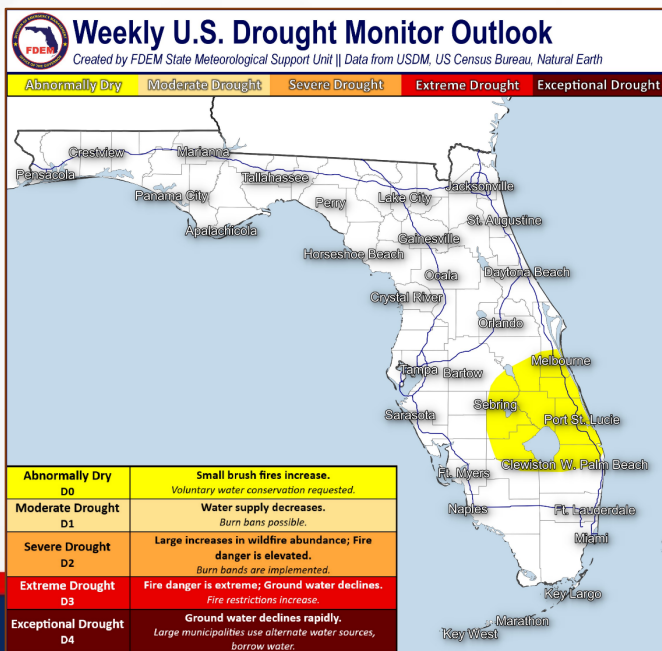 FDEM
Weekly U.S. Drought Monitor Outlook
Created by FDEM State Meteorological Support Unit || Data from USDM, US Census Bureau, Natural Earth
Abnormally Dry Moderate Drought Severe Drought Extreme Drought Exceptional Drought
Crestview
Marianna
Pensacola
Tallahassee
Jacksonville
Panama City
Perry
Lake City
Apalachicola
St. Augustine
Gainesville
Horseshoe Beach
Ocala
Daytona Beach
Crystal River
Orlando
Melbourne
Tampa
Bartow
Sebring
Sarasota
Port St. Lucie
Clewiston
W. Palm Beach
Ft. Myers
Naples
Ft. Lauderdale
Miami
Key Largo
Marathon
Key West
Abnormally Dry
D0
Small brush fires increase.
Voluntary water conservation requested.
Moderate Drought
D1
Water supply decreases.
Burn bans possible.
Severe Drought
D2
Large increases in wildfire abundance; Fire
danger is elevated.
Burn bands are implemented.
Extreme Drought
D3
Fire danger is extreme; Ground water declines.
Fire restrictions increase.
Exceptional Drought
D4
Ground water declines rapidly.
Large municipalities use alternate water sources,
borrow water.